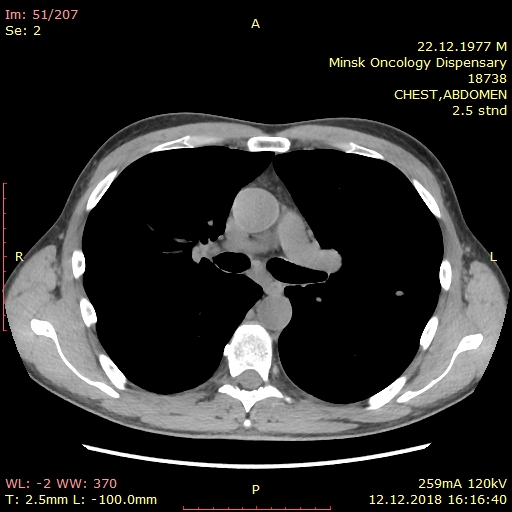 Im: 51/207
Se: 2
A
22.12.1977 M
Minsk Oncology Dispensary
18738
CHEST,ABDOMEN
2.5 stnd
R
L
WL: -2 WW: 370
T: 2.5mm L: -100.0mm
P
259mA 120kV
12.12.2018 16:16:40